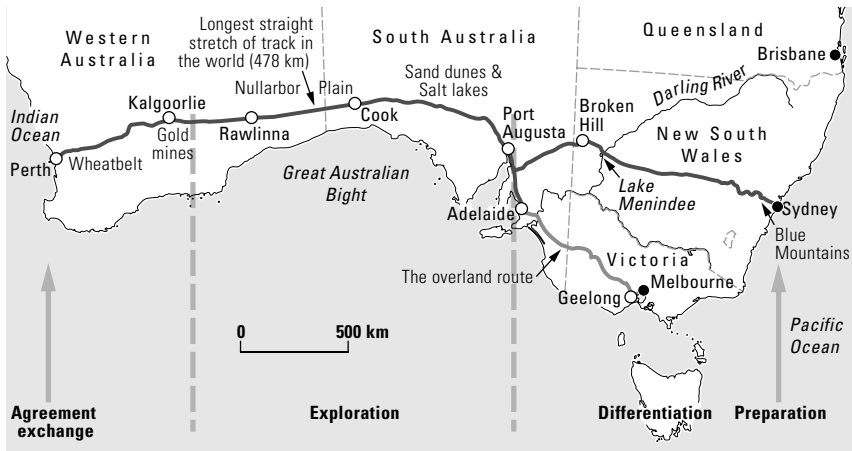 Longest straight
stretch of track in
the world (478 km)
Western
Australia
South Australia
Queensland
Brisbane
Nullarbor Plain
Sand dunes &
Salt lakes
Darling River
Kalgoorlie
Cook
Port
Augusta
Broken
Hill
Indian
Ocean
Gold
mines
Rawlinna
New South
Wales
Perth
Wheatbelt
Great Australian
Bight
Lake
Menindee
Adelaide
Sydney
Blue
Mountains
The overland route
Victoria
Melbourne
Geelong
0 500 km
Pacific
Ocean
Agreement
exchange
Exploration
Differentiation
Preparation